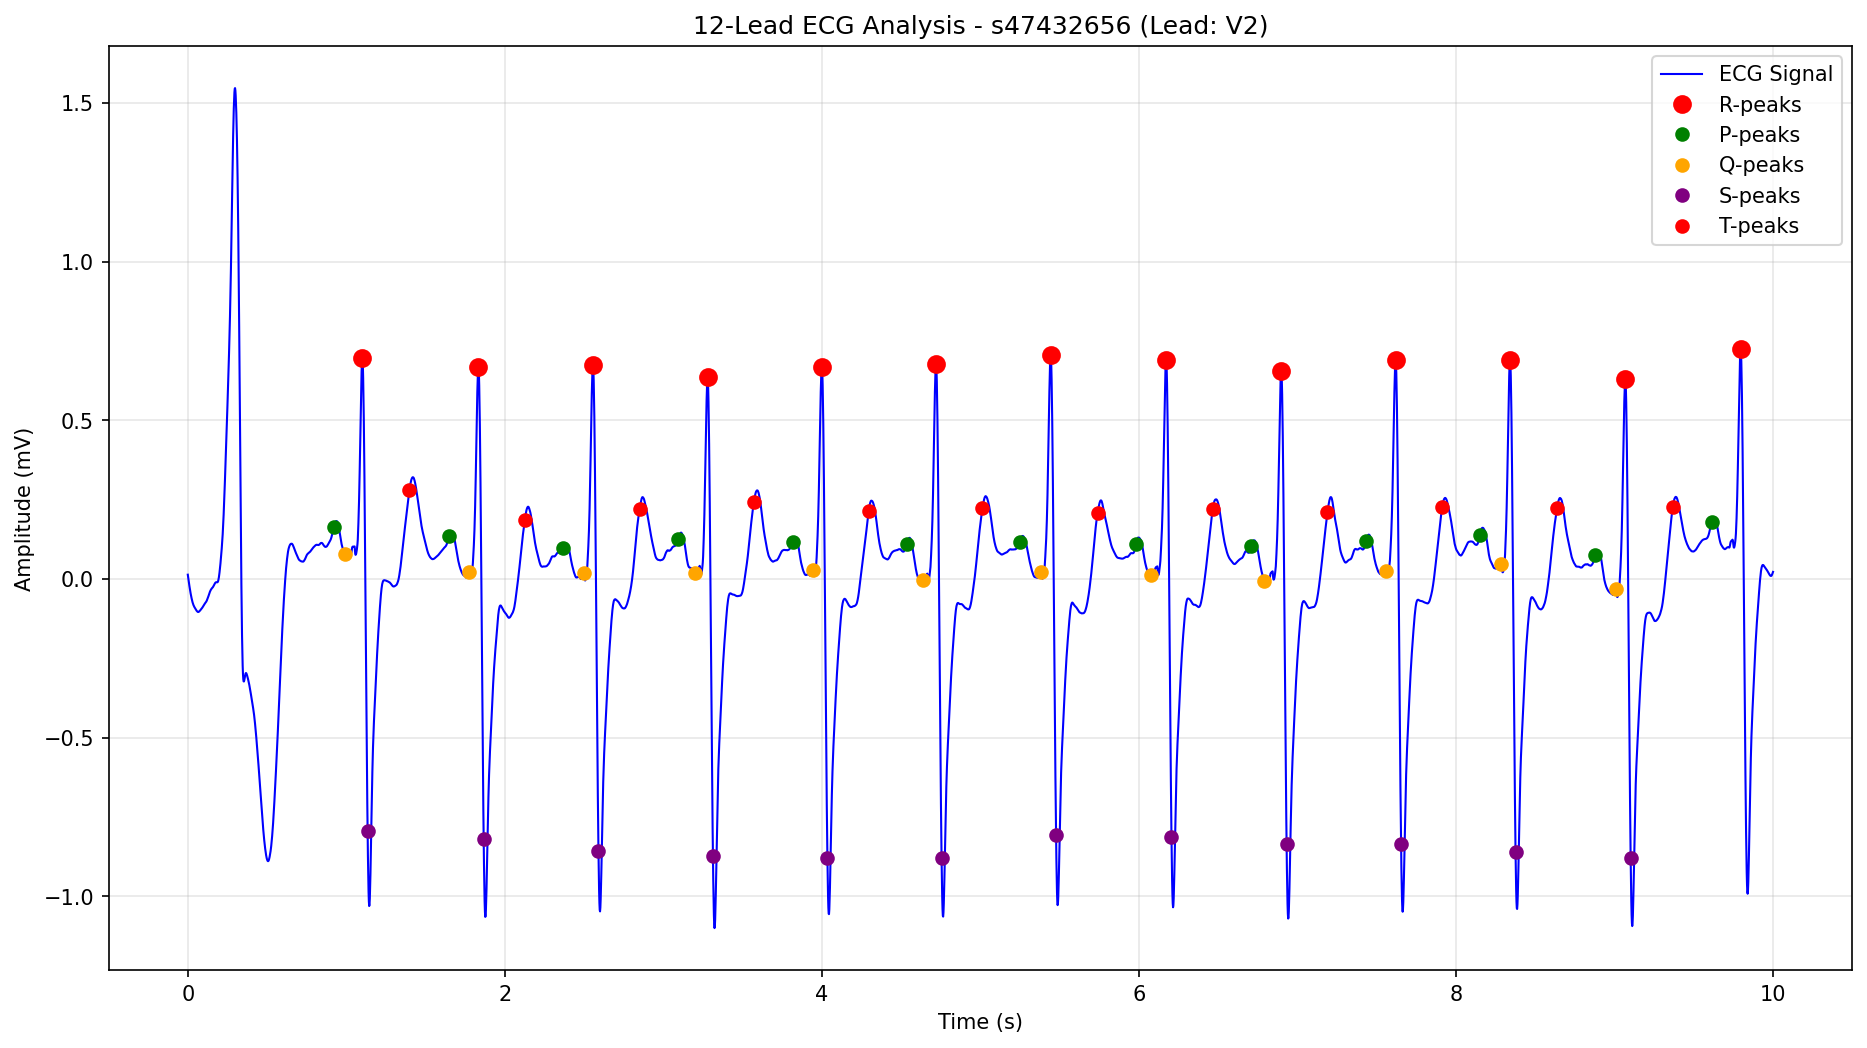 12-Lead ECG Analysis - s47432656 (Lead: V2)
ECG Signal
R-peaks
P-peaks
Q-peaks
S-peaks
T-peaks
Amplitude (mV)
1.5
1.0
0.5
0.0
−0.5
−1.0
0 2 4 6 8 10
Time (s)